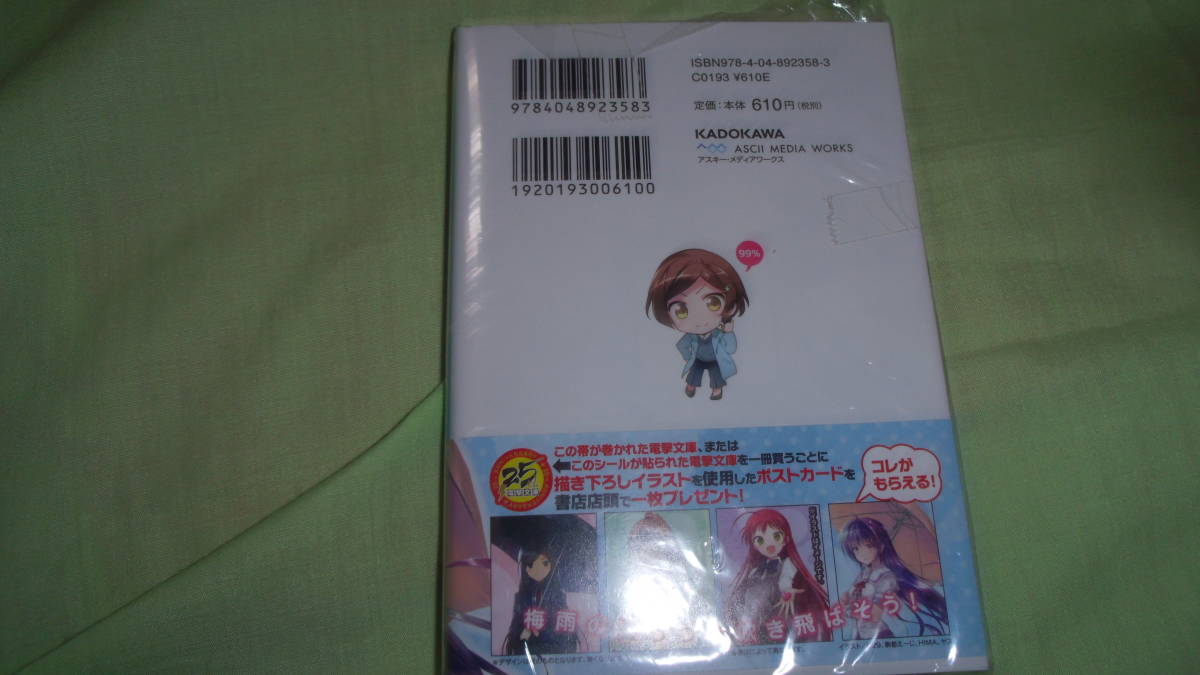 ISBN978-4-04-892358-3
C0193 ¥610E
9784048923583
定価:本体 610円(税別)
KADOKAWA
ASCII MEDIA WORKS
アスキー・メディアワークス
1920193006100
99%
この帯が巻かれた電撃文庫、または
このシールが貼られた電撃文庫を一冊買うごとに
描き下ろしイラストを使用したポストカードを
書店店頭で一枚プレゼント!
25
電撃文庫
コレが
もらえる!
梅雨の
き飛ばそう!